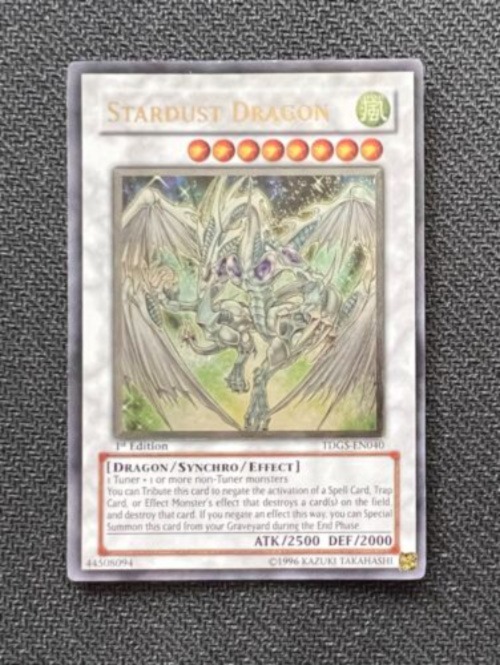 Stardust Dragon
風
1st Edition
TDGS-EN040
[Dragon/Synchro/Effect]
1 Tuner + 1 or more non-Tuner monsters
You can Tribute this card to negate the activation of a Spell Card, Trap
Card, or Effect Monster's effect that destroys a card(s) on the field,
and destroy that card. If you negate an effect this way, you can Special
Summon this card from your Graveyard during the End Phase.
ATK/2500 DEF/2000
44508094
©1996 KAZUKI TAKAHASHI